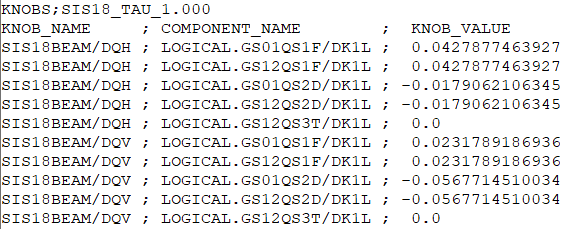 KNOBS;SIS18_TAU_1.000
KNOB_NAME ; COMPONENT_NAME ; KNOB_VALUE
SIS18BEAM/DQH ; LOGICAL.GS01QS1F/DK1L ; 0.0427877463927
SIS18BEAM/DQH ; LOGICAL.GS12QS1F/DK1L ; 0.0427877463927
SIS18BEAM/DQH ; LOGICAL.GS01QS2D/DK1L ; -0.0179062106345
SIS18BEAM/DQH ; LOGICAL.GS12QS2D/DK1L ; -0.0179062106345
SIS18BEAM/DQH ; LOGICAL.GS12QS3T/DK1L ; 0.0
SIS18BEAM/DQV ; LOGICAL.GS01QS1F/DK1L ; 0.0231789186936
SIS18BEAM/DQV ; LOGICAL.GS12QS1F/DK1L ; 0.0231789186936
SIS18BEAM/DQV ; LOGICAL.GS01QS2D/DK1L ; -0.0567714510034
SIS18BEAM/DQV ; LOGICAL.GS12QS2D/DK1L ; -0.0567714510034
SIS18BEAM/DQV ; LOGICAL.GS12QS3T/DK1L ; 0.0